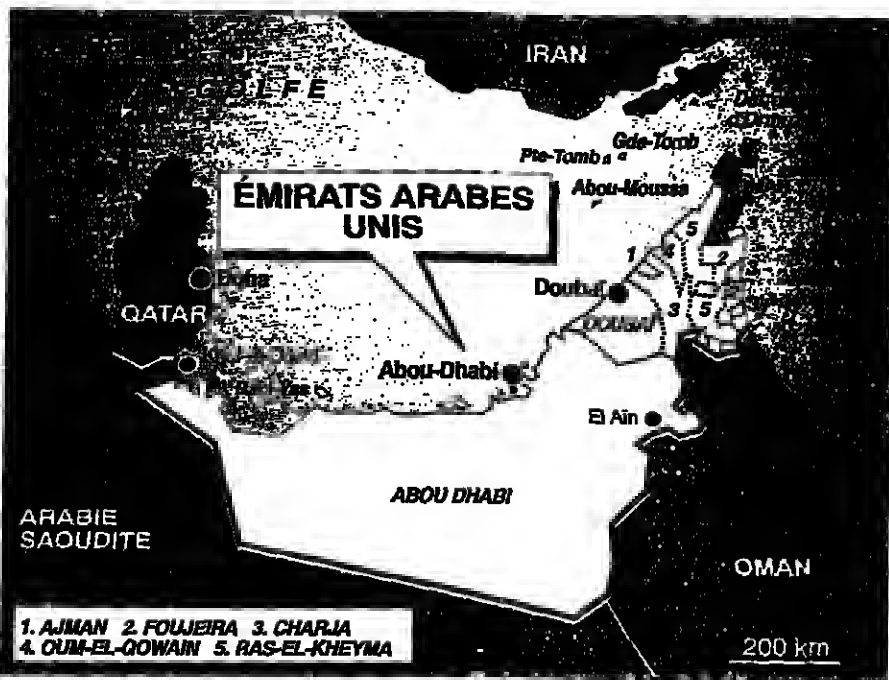 IRAN
GOLFE
Gde-Tomb
Pte-Tomb
Abou-Moussa
ÉMIRATS ARABES
UNIS
5
1
4
2
Doha
Doubaï
DOUBAÏ
3
5
QATAR
Abou-Dhabi
El Aïn
ABOU DHABI
ARABIE
SAOUDITE
OMAN
1. AJMAN 2. FOUJEIRA 3. CHARJA
4. OUM-EL-QOWAIN 5. RAS-EL-KHEYMA
200 km